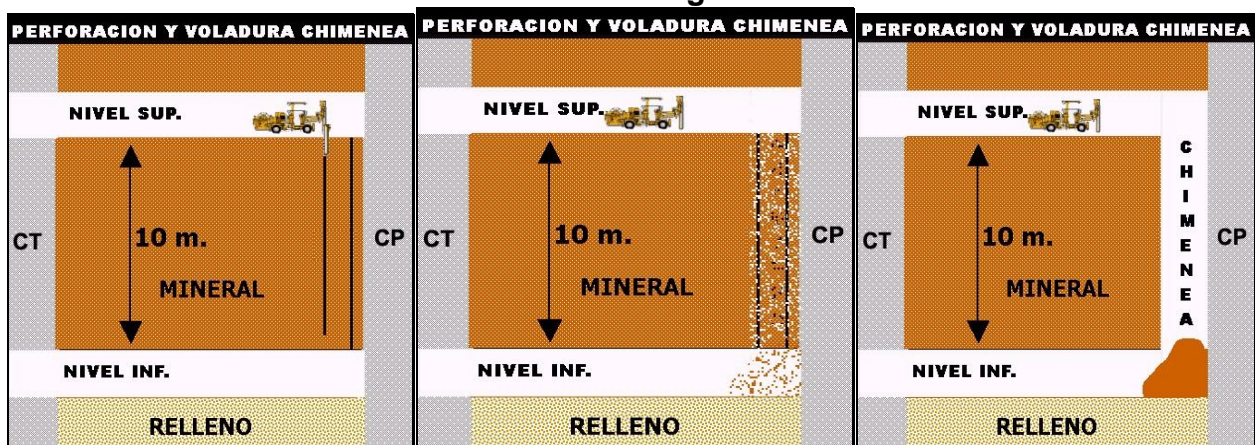 PERFORACION Y VOLADURA CHIMENEA
NIVEL SUP.
CT
10 m.
CP
MINERAL
NIVEL INF.
RELLENO
PERFORACION Y VOLADURA CHIMENEA
NIVEL SUP.
CT
10 m.
CP
MINERAL
NIVEL INF.
RELLENO
PERFORACION Y VOLADURA CHIMENEA
NIVEL SUP.
CHIMENEA
CT
10 m.
CP
MINERAL
NIVEL INF.
RELLENO